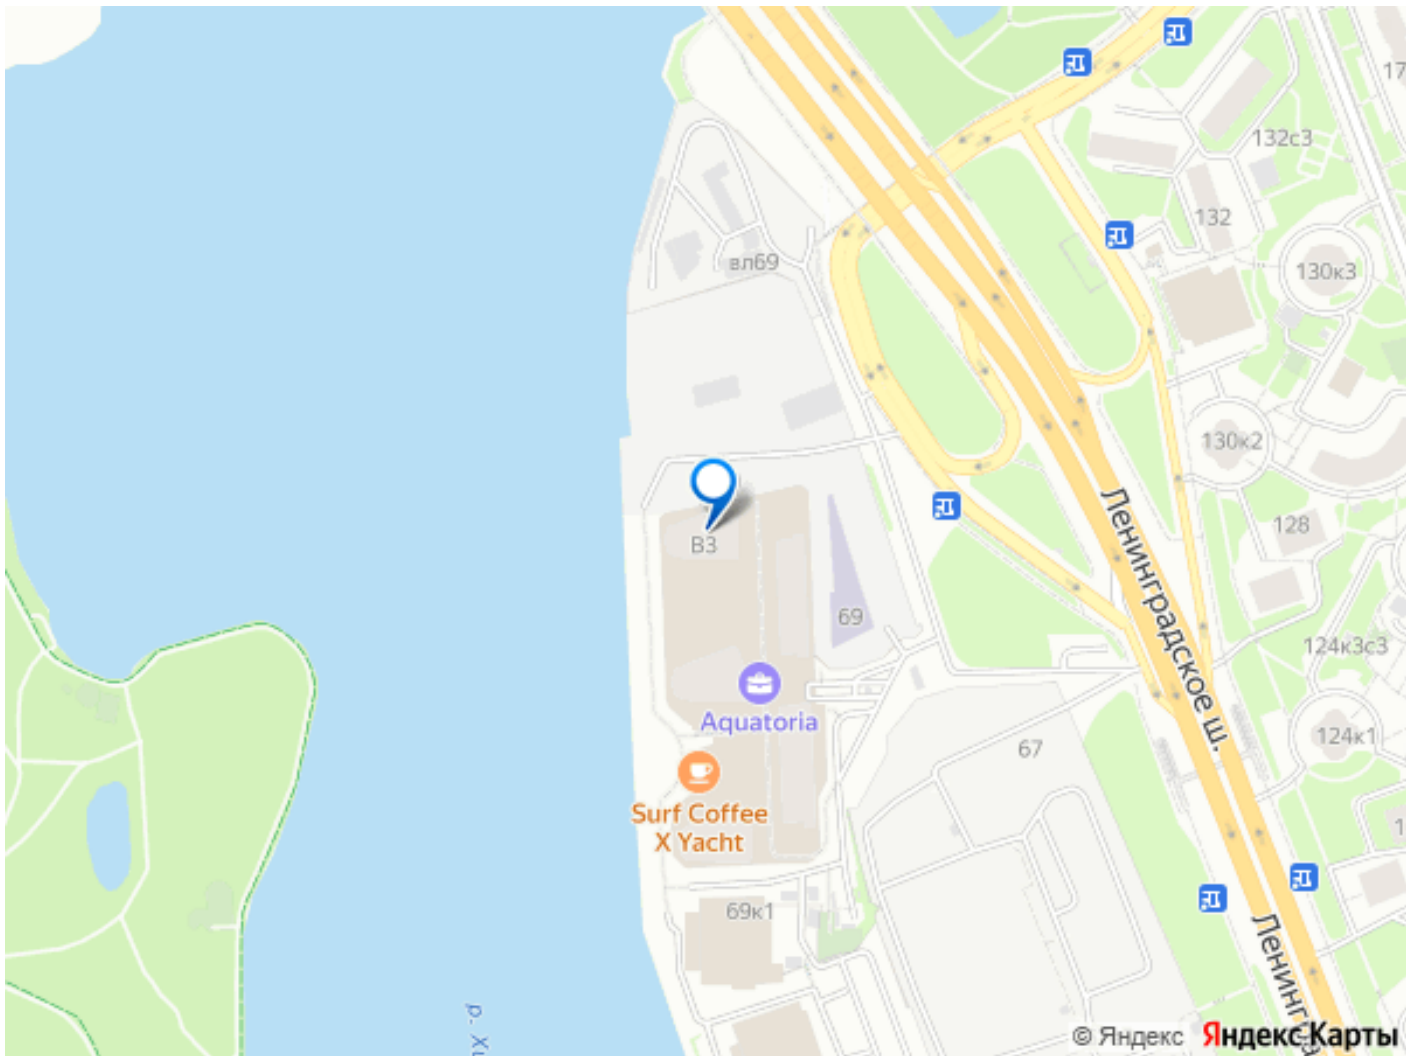 17
132с3
132
вл69
130к3
130к2
Ленинградское ш.
128
В3
69
124к3с3
Aquatoria
67
124к1
Surf Coffee
X Yacht
69к1
© Яндекс Яндекс Карты